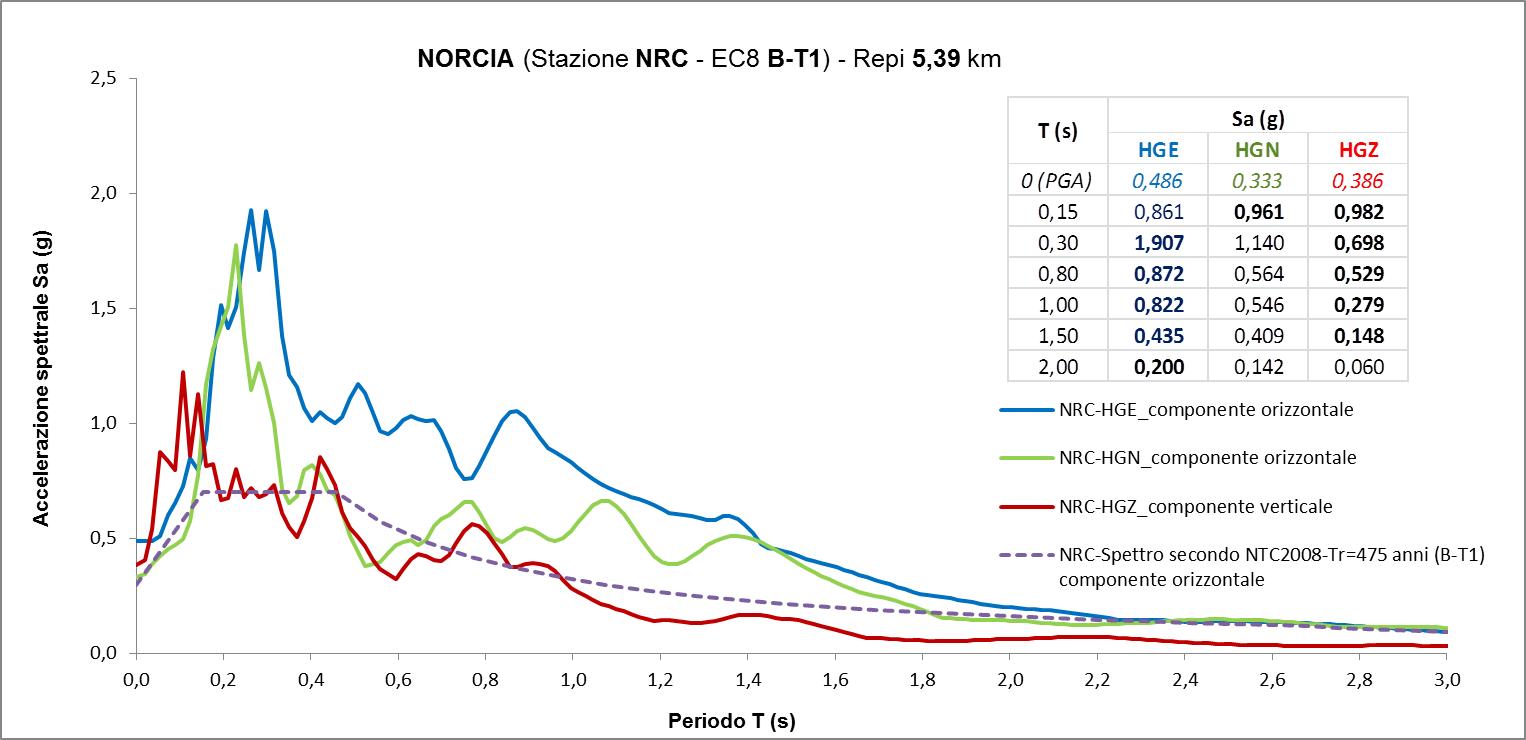 NORCIA (Stazione NRC - EC8 B-T1) - Repi 5,39 km
Accelerazione spettrale Sa (g)
2,5
2,0
1,5
1,0
0,5
0,0
0,0 0,2 0,4 0,6 0,8 1,0 1,2 1,4 1,6 1,8 2,0 2,2 2,4 2,6 2,8 3,0
Periodo T (s)
T (s) Sa (g)
HGE HGN HGZ
0 (PGA) 0,486 0,333 0,386
0,15 0,861 0,961 0,982
0,30 1,907 1,140 0,698
0,80 0,872 0,564 0,529
1,00 0,822 0,546 0,279
1,50 0,435 0,409 0,148
2,00 0,200 0,142 0,060
NRC-HGE_componente orizzontale
NRC-HGN_componente orizzontale
NRC-HGZ_componente verticale
NRC-Spettro secondo NTC2008-Tr=475 anni (B-T1)
componente orizzontale